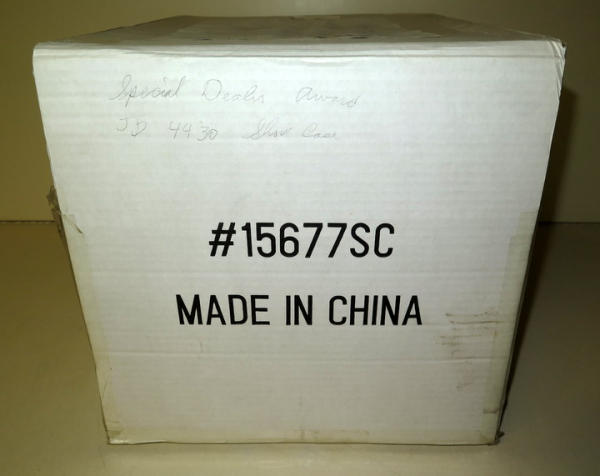 Special Dealer Award
JD 4430 Show Case
#15677SC
MADE IN CHINA